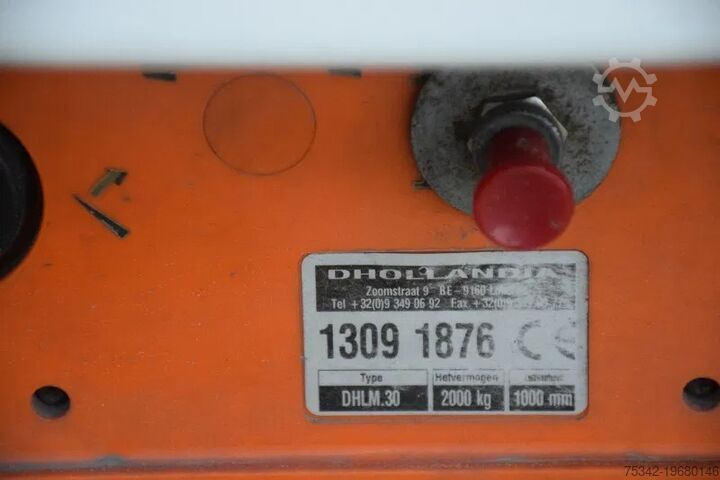 DHOLLANDIA
Zoomstraat 9 BE - 9160
Tel +32(0)9 349 06 92 Fax.
1309 1876 CE
Type Hefvermogen
DHLM.30 2000 kg 1000 mm
75342-19680146